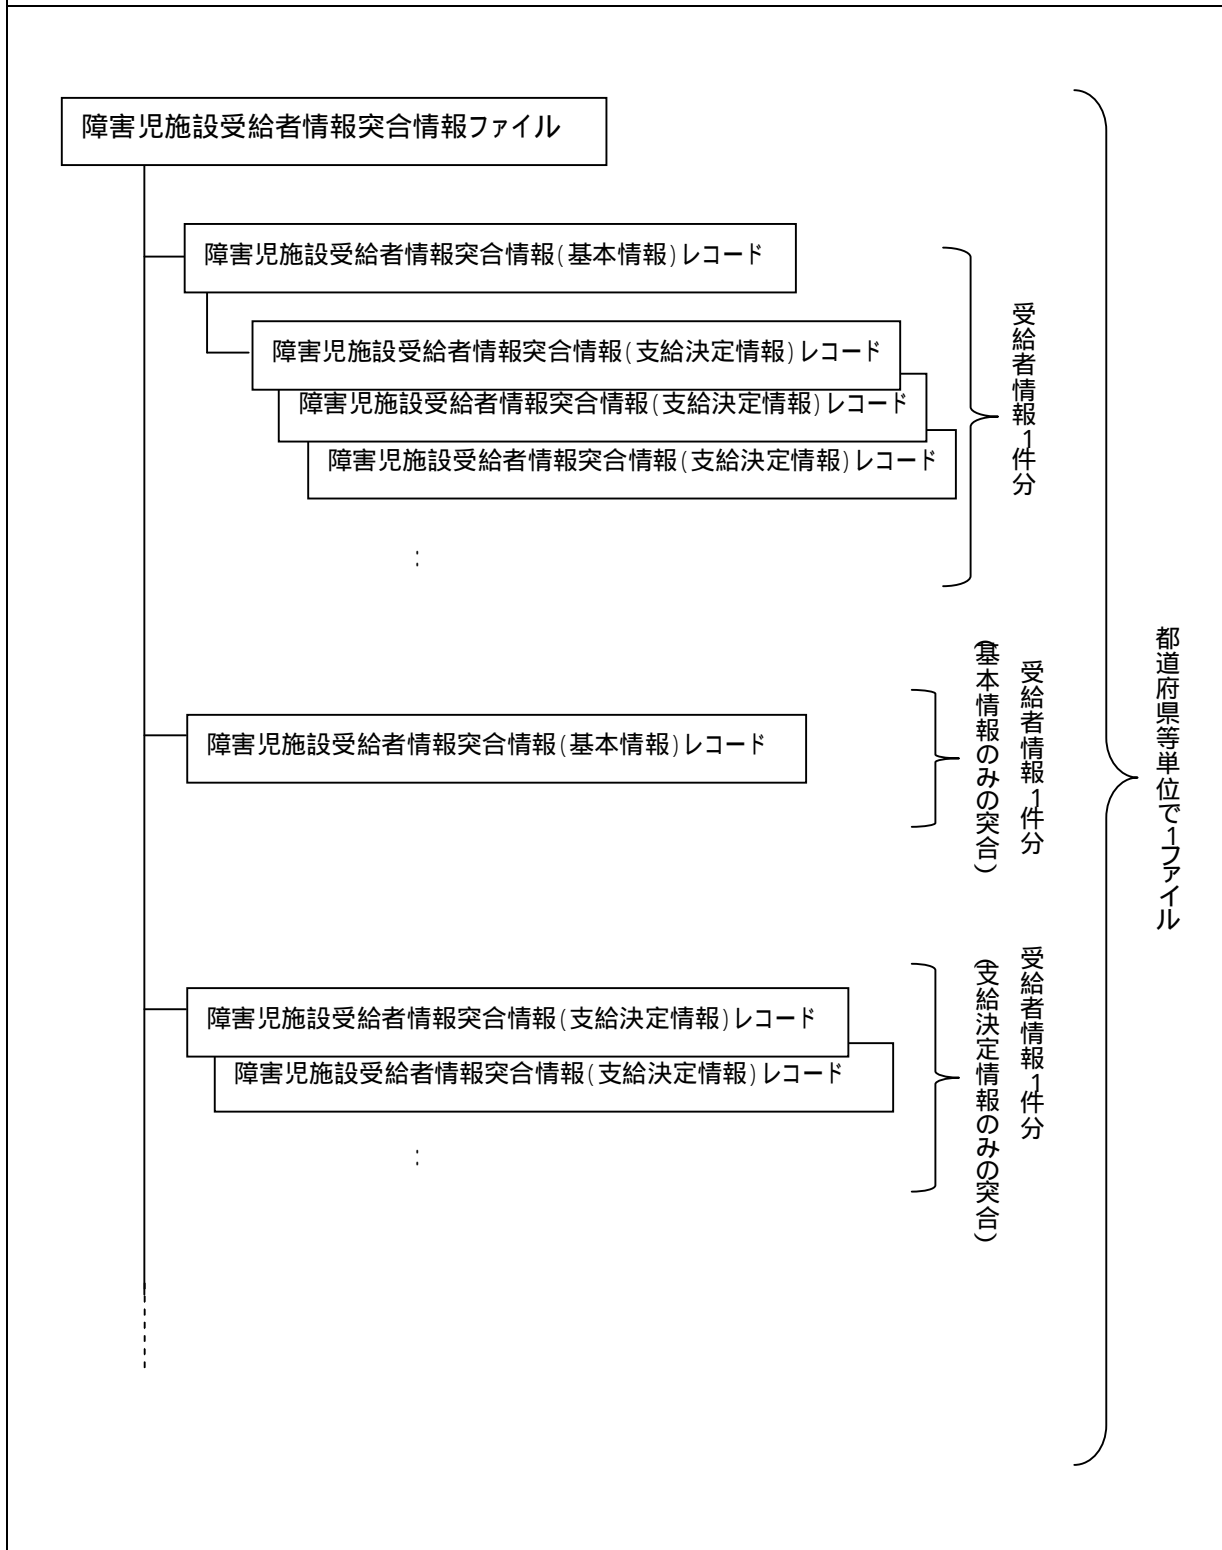 障害児施設受給者情報突合情報ファイル
障害児施設受給者情報突合情報(基本情報)レコード
障害児施設受給者情報突合情報(支給決定情報)レコード
障害児施設受給者情報突合情報(支給決定情報)レコード
障害児施設受給者情報突合情報(支給決定情報)レコード
:
受給者情報1件分
障害児施設受給者情報突合情報(基本情報)レコード
受給者情報1件分
(基本情報のみの突合)
障害児施設受給者情報突合情報(支給決定情報)レコード
障害児施設受給者情報突合情報(支給決定情報)レコード
:
受給者情報1件分
(支給決定情報のみの突合)
都道府県等単位で1ファイル